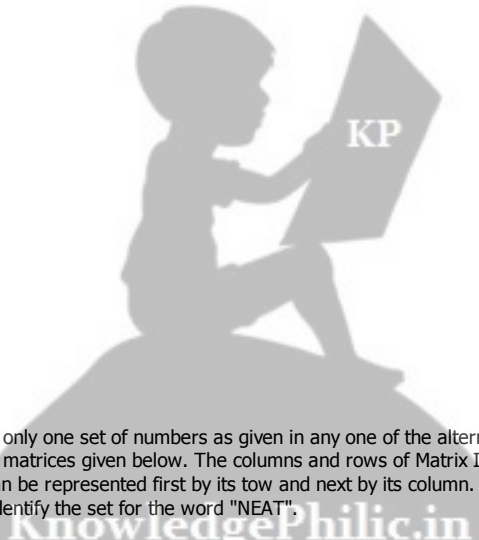 KP
only one set of numbers as given in any one of the altern
matrices given below. The columns and rows of Matrix I
n be represented first by its tow and next by its column.
entify the set for the word "NEAT".
KnowledgePhilic.in